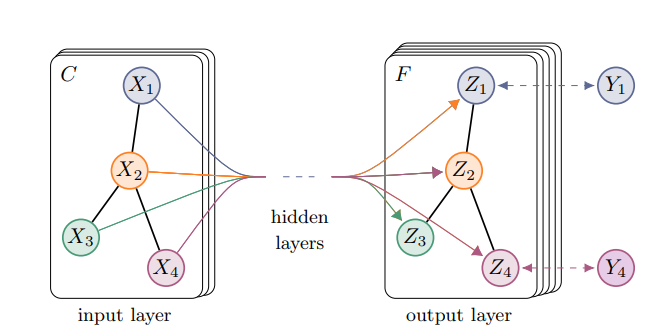 C
X₁
X₂
X₃
X₄
input layer
hidden
layers
F
Z₁
Z₂
Z₃
Z₄
output layer
Y₁
Y₄